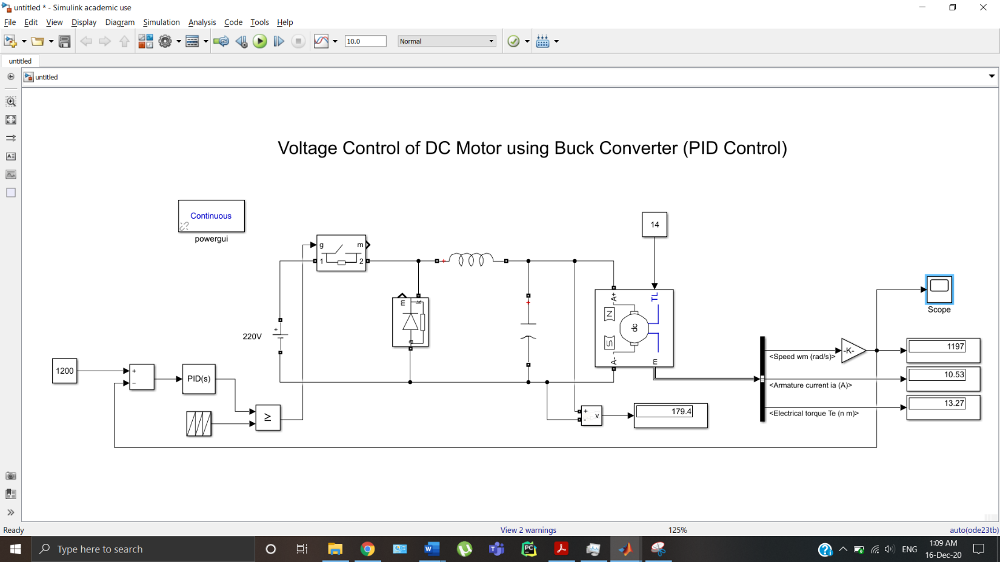 untitled * - Simulink academic use
File Edit View Display Diagram Simulation Analysis Code Tools Help
10.0 Normal
untitled
untitled
Voltage Control of DC Motor using Buck Converter (PID Control)
Continuous
powergui
14
g m
1 2
+
m k
a
+
A+ TL
N
dc
S
A- m
220V
+
Scope
1200
+
−
PID(s)
≥
<Speed wm (rad/s)>
-K-
1197
<Armature current ia (A)>
10.53
<Electrical torque Te (n m)>
13.27
+
-
v
179.4
Ready View 2 warnings 125% auto(ode23tb)
Type here to search
ENG
1:09 AM
16-Dec-20